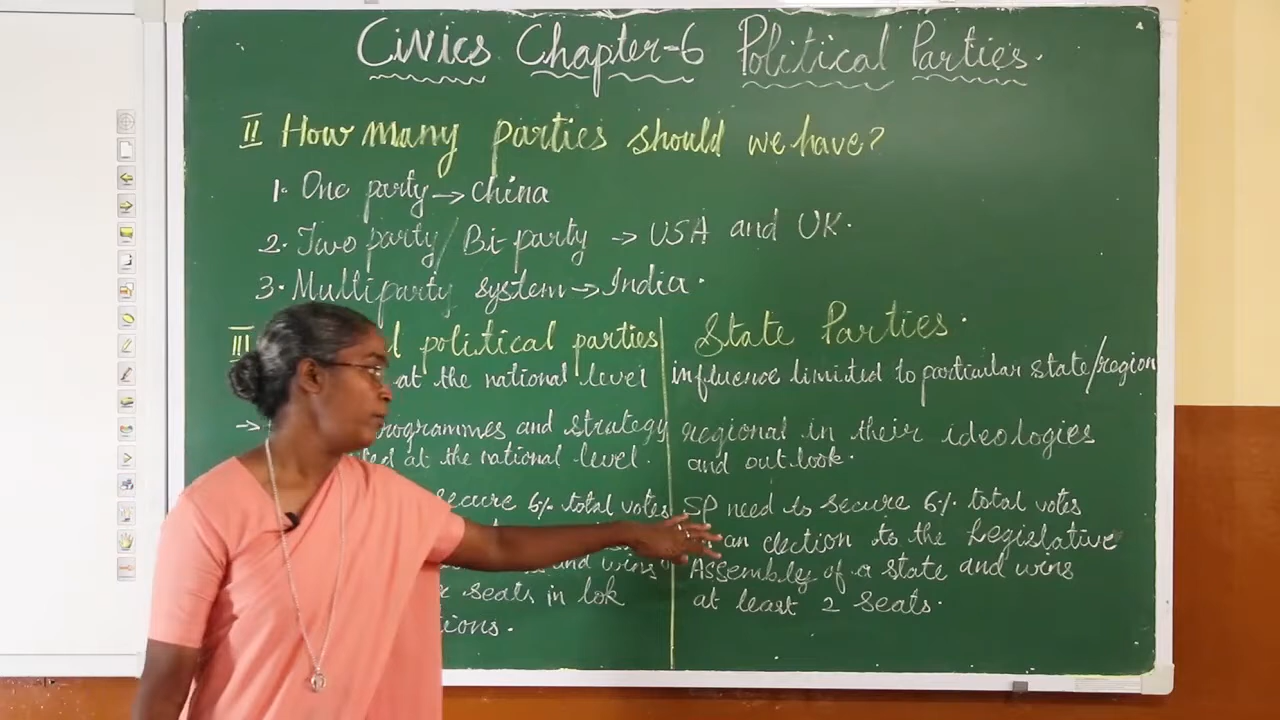 Civics Chapter-6 Political Parties.
II How many parties should we have?
1. One party → China
2. Two party/Bi-party → USA and UK.
3. Multiparty system → India.
III political parties
at the national level
→ programmes and strategy
at the national level.
secure 6% total votes
and wins
seats in lok
State Parties.
influence limited to particular state/region
regional in their ideologies
and outlook.
SP need to secure 6% total votes
an election to the Legislative
Assembly of a state and wins
at least 2 seats.